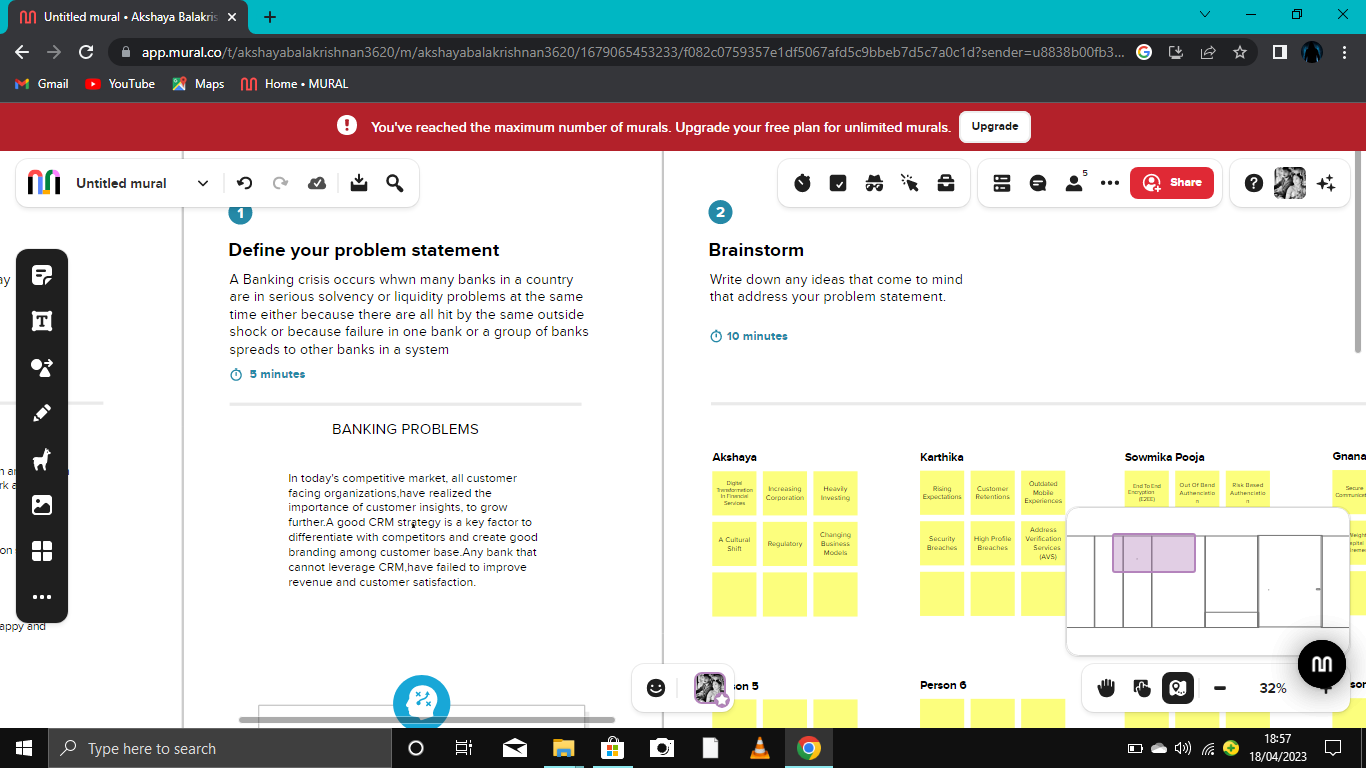 Untitled mural • Akshaya Balakris
app.mural.co/t/akshayabalakrishnan3620/m/akshayabalakrishnan3620/1679065453233/f082c0759357e1df5067afd5c9bbeb7d5c7a0c1d?sender=u8838b00fb3...
Gmail YouTube Maps Home • MURAL
You've reached the maximum number of murals. Upgrade your free plan for unlimited murals. Upgrade
Untitled mural
5
Share
1
Define your problem statement
A Banking crisis occurs whwn many banks in a country
are in serious solvency or liquidity problems at the same
time either because there are all hit by the same outside
shock or because failure in one bank or a group of banks
spreads to other banks in a system
5 minutes
BANKING PROBLEMS
In today's competitive market, all customer
facing organizations,have realized the
importance of customer insights, to grow
further.A good CRM strategy is a key factor to
differentiate with competitors and create good
branding among customer base.Any bank that
cannot leverage CRM,have failed to improve
revenue and customer satisfaction.
2
Brainstorm
Write down any ideas that come to mind
that address your problem statement.
10 minutes
Akshaya
Digital
Transformation
In Financial
Services
Increasing
Corporation
Heavily
Investing
A Cultural
Shift
Regulatory
Changing
Business
Models
Karthika
Rising
Expectations
Customer
Retentions
Outdated
Mobile
Experiences
Security
Breaches
High Profile
Breaches
Address
Verification
Services
(AVS)
Sowmika Pooja
End To End
Encryption
(E2EE)
Out Of Band
Authenciatio
n
Risk Based
Authenciatio
n
Gnana
Secure
Communicat
son 5
Person 6
appy and
32%
Type here to search
18:57
18/04/2023